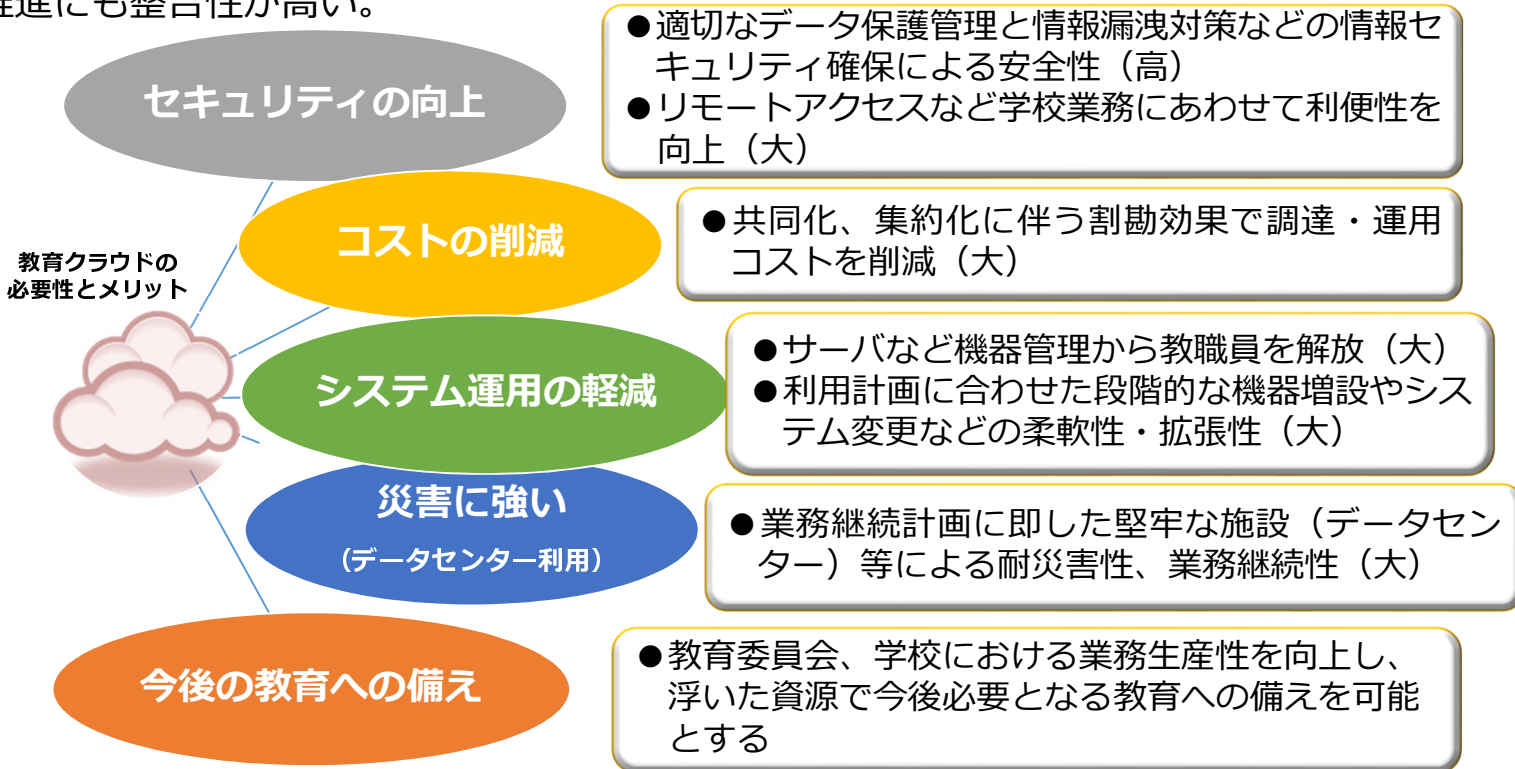 推進にも整合性が高い。
セキュリティの向上
●適切なデータ保護管理と情報漏洩対策などの情報セ
キュリティ確保による安全性（高）
●リモートアクセスなど学校業務にあわせて利便性を
向上（大）
コストの削減
●共同化、集約化に伴う割勘効果で調達・運用
コストを削減（大）
教育クラウドの
必要性とメリット
システム運用の軽減
●サーバなど機器管理から教職員を解放（大）
●利用計画に合わせた段階的な機器増設やシス
テム変更などの柔軟性・拡張性（大）
災害に強い
（データセンター利用）
●業務継続計画に即した堅牢な施設（データセン
ター）等による耐災害性、業務継続性（大）
今後の教育への備え
●教育委員会、学校における業務生産性を向上し、
浮いた資源で今後必要となる教育への備えを可能
とする